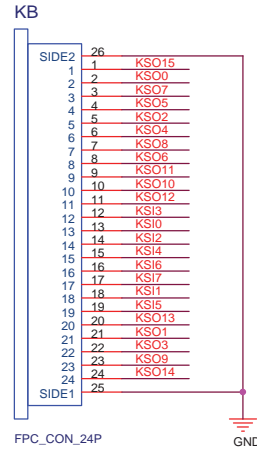 KB
SIDE2 26
1 1 KSO15
2 2 KSO0
3 3 KSO7
4 4 KSO5
5 5 KSO2
6 6 KSO4
7 7 KSO8
8 8 KSO6
9 9 KSO11
10 10 KSO10
11 11 KSO12
12 12 KSI3
13 13 KSI0
14 14 KSI2
15 15 KSI4
16 16 KSI6
17 17 KSI7
18 18 KSI1
19 19 KSI5
20 20 KSO13
21 21 KSO1
22 22 KSO3
23 23 KSO9
24 24 KSO14
SIDE1 25
FPC_CON_24P
GND